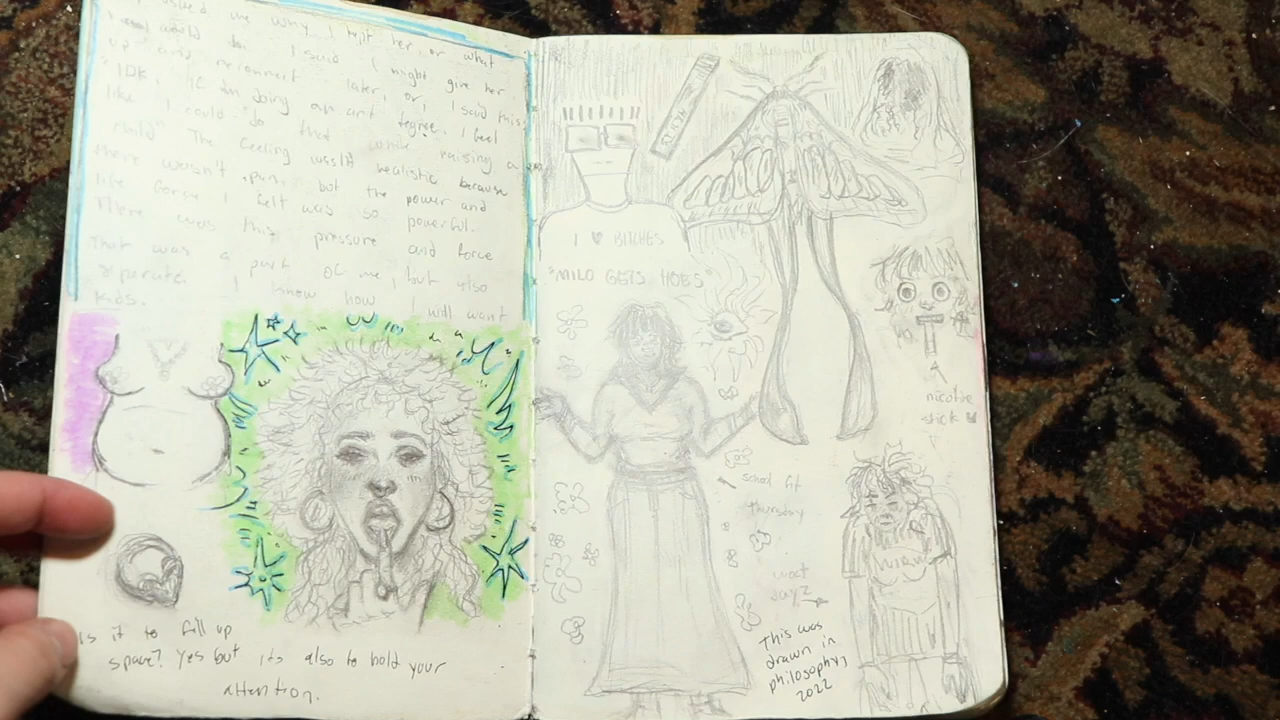 asked me why I kept her, or what
I would do. I said I might give her
up and reconnect later, or, I said this
"IDK, I'm doing an art degree. I feel
like I could do that while raising a
child" The feeling wasn't realistic because
there wasn't pain, but the power and
life force I felt was so powerful.
There was this pressure and force
that was a part of me, but also
separate. I know how I will want
kids.
Is it to fill up
space? Yes but its also to hold your
attention.
I ♥ BITCHES
"MILO GETS HOES"
nicotine
stick
school fit
thursday
This was
drawn in
philosophy,
2022